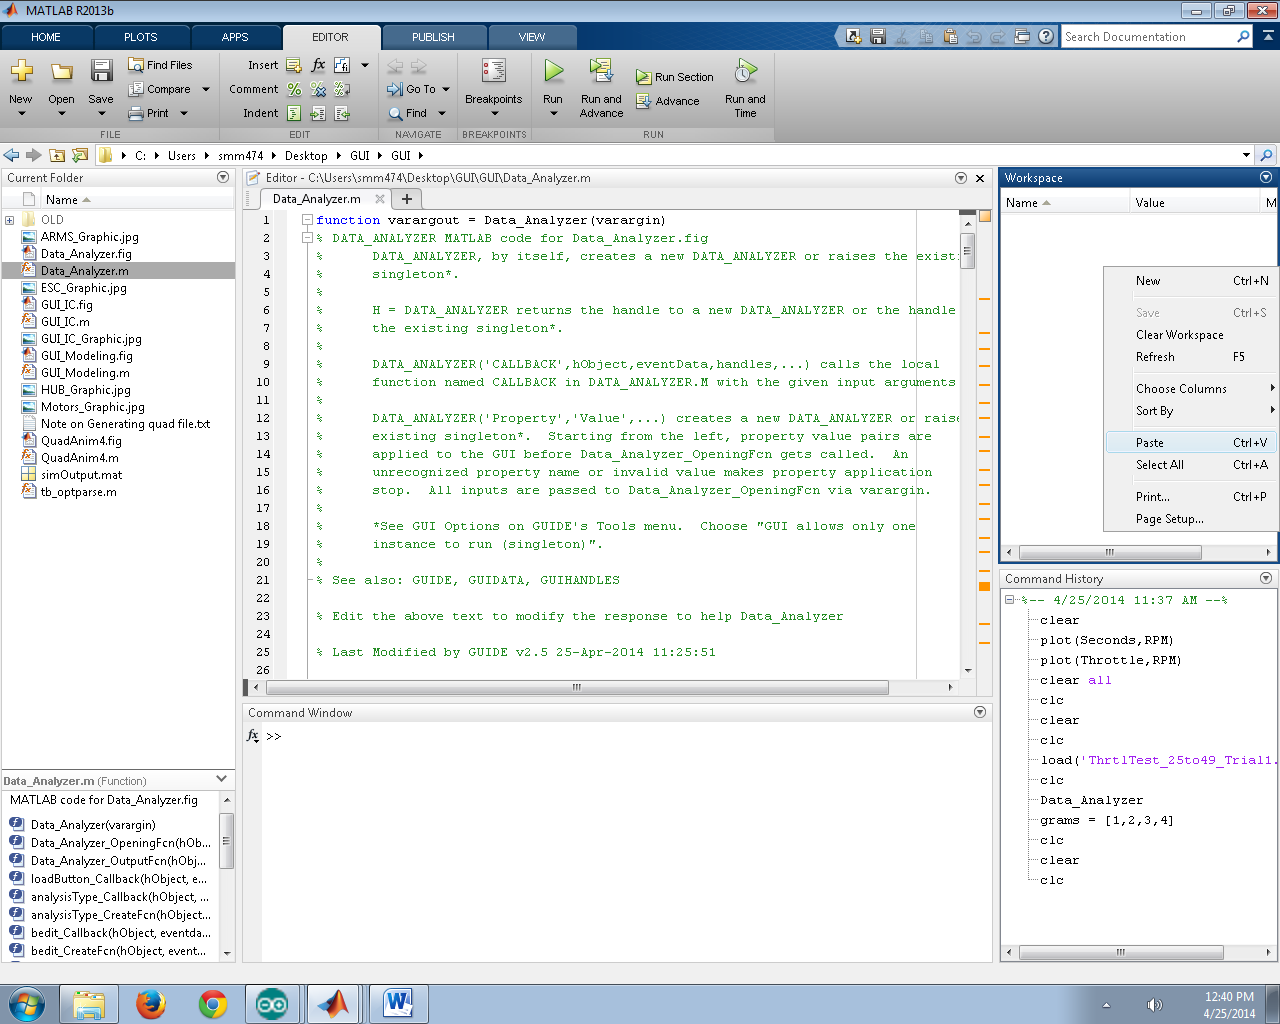 MATLAB R2013b
HOME PLOTS APPS EDITOR PUBLISH VIEW
Search Documentation
New Open Save
Find Files
Compare
Print
Insert
Comment
Indent
Go To
Find
Breakpoints
Run
Run and Advance
Run Section
Advance
Run and Time
FILE EDIT NAVIGATE BREAKPOINTS RUN
C: Users smm474 Desktop GUI GUI
Current Folder
Name
OLD
ARMS_Graphic.jpg
Data_Analyzer.fig
Data_Analyzer.m
ESC_Graphic.jpg
GUI_IC.fig
GUI_IC.m
GUI_IC_Graphic.jpg
GUI_Modeling.fig
GUI_Modeling.m
HUB_Graphic.jpg
Motors_Graphic.jpg
Note on Generating quad file.txt
QuadAnim4.fig
QuadAnim4.m
simOutput.mat
tb_optparse.m
Data_Analyzer.m (Function)
MATLAB code for Data_Analyzer.fig
Data_Analyzer(varargin)
Data_Analyzer_OpeningFcn(hOb...
Data_Analyzer_OutputFcn(hObj...
loadButton_Callback(hObject, e...
analysisType_Callback(hObject, ...
analysisType_CreateFcn(hObject...
bedit_Callback(hObject, eventda...
bedit_CreateFcn(hObject, event...
Editor - C:\Users\smm474\Desktop\GUI\GUI\Data_Analyzer.m
Data_Analyzer.m
1 function varargout = Data_Analyzer(varargin)
2 % DATA_ANALYZER MATLAB code for Data_Analyzer.fig
3 % DATA_ANALYZER, by itself, creates a new DATA_ANALYZER or raises the exist
4 % singleton*.
5 %
6 % H = DATA_ANALYZER returns the handle to a new DATA_ANALYZER or the handle
7 % the existing singleton*.
8 %
9 % DATA_ANALYZER('CALLBACK',hObject,eventData,handles,...) calls the local
10 % function named CALLBACK in DATA_ANALYZER.M with the given input arguments
11 %
12 % DATA_ANALYZER('Property','Value',...) creates a new DATA_ANALYZER or raise
13 % existing singleton*. Starting from the left, property value pairs are
14 % applied to the GUI before Data_Analyzer_OpeningFcn gets called. An
15 % unrecognized property name or invalid value makes property application
16 % stop. All inputs are passed to Data_Analyzer_OpeningFcn via varargin.
17 %
18 % *See GUI Options on GUIDE's Tools menu. Choose "GUI allows only one
19 % instance to run (singleton)".
20 %
21 % See also: GUIDE, GUIDATA, GUIHANDLES
22
23 % Edit the above text to modify the response to help Data_Analyzer
24
25 % Last Modified by GUIDE v2.5 25-Apr-2014 11:25:51
26
Command Window
fx >>
Workspace
Name Value M
New Ctrl+N
Save Ctrl+S
Clear Workspace
Refresh F5
Choose Columns
Sort By
Paste Ctrl+V
Select All Ctrl+A
Print... Ctrl+P
Page Setup...
Command History
%-- 4/25/2014 11:37 AM --%
clear
plot(Seconds,RPM)
plot(Throttle,RPM)
clear all
clc
clear
clc
load('ThrtlTest_25to49_Trial1.
clc
Data_Analyzer
grams = [1,2,3,4]
clc
clear
clc
12:40 PM
4/25/2014